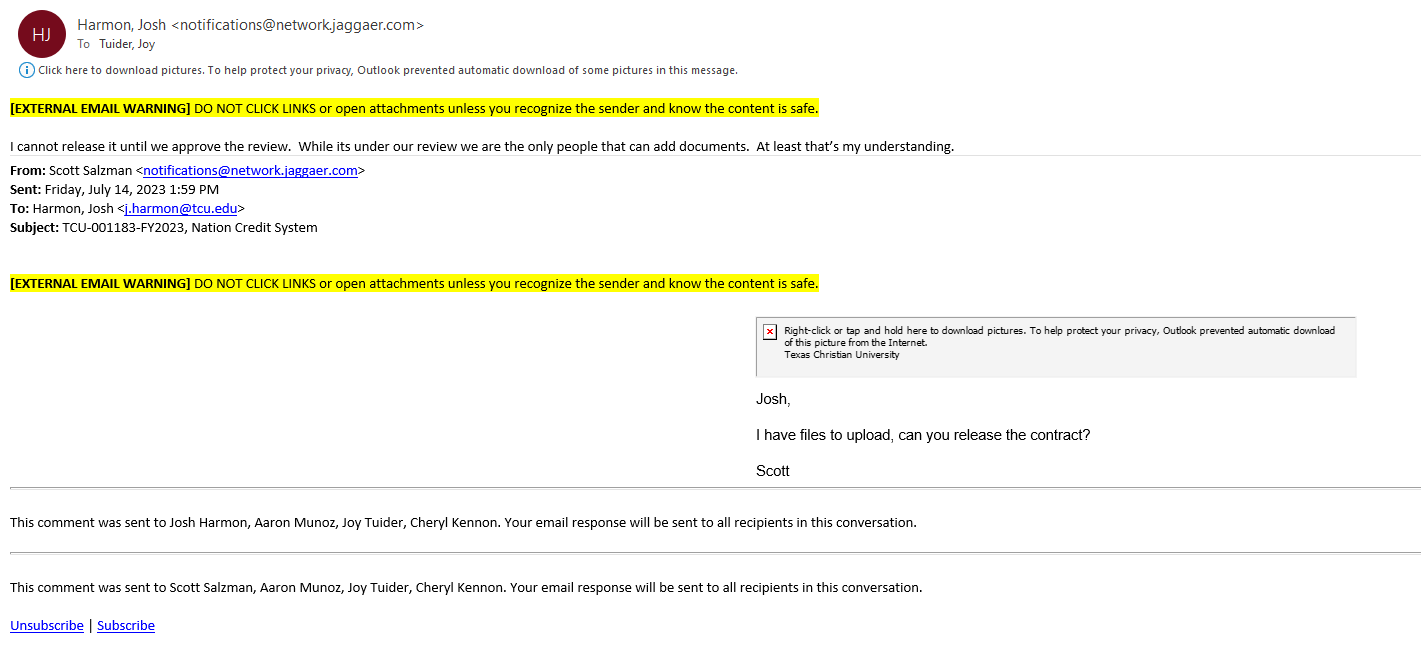 HJ
Harmon, Josh <notifications@network.jaggaer.com>
To Tuider, Joy
Click here to download pictures. To help protect your privacy, Outlook prevented automatic download of some pictures in this message.
[EXTERNAL EMAIL WARNING] DO NOT CLICK LINKS or open attachments unless you recognize the sender and know the content is safe.
I cannot release it until we approve the review.  While its under our review we are the only people that can add documents.  At least that's my understanding.
From: Scott Salzman <notifications@network.jaggaer.com>
Sent: Friday, July 14, 2023 1:59 PM
To: Harmon, Josh <j.harmon@tcu.edu>
Subject: TCU-001183-FY2023, Nation Credit System
[EXTERNAL EMAIL WARNING] DO NOT CLICK LINKS or open attachments unless you recognize the sender and know the content is safe.
Right-click or tap and hold here to download pictures. To help protect your privacy, Outlook prevented automatic download
of this picture from the Internet.
Texas Christian University
Josh,
I have files to upload, can you release the contract?
Scott
This comment was sent to Josh Harmon, Aaron Munoz, Joy Tuider, Cheryl Kennon. Your email response will be sent to all recipients in this conversation.
This comment was sent to Scott Salzman, Aaron Munoz, Joy Tuider, Cheryl Kennon. Your email response will be sent to all recipients in this conversation.
Unsubscribe | Subscribe